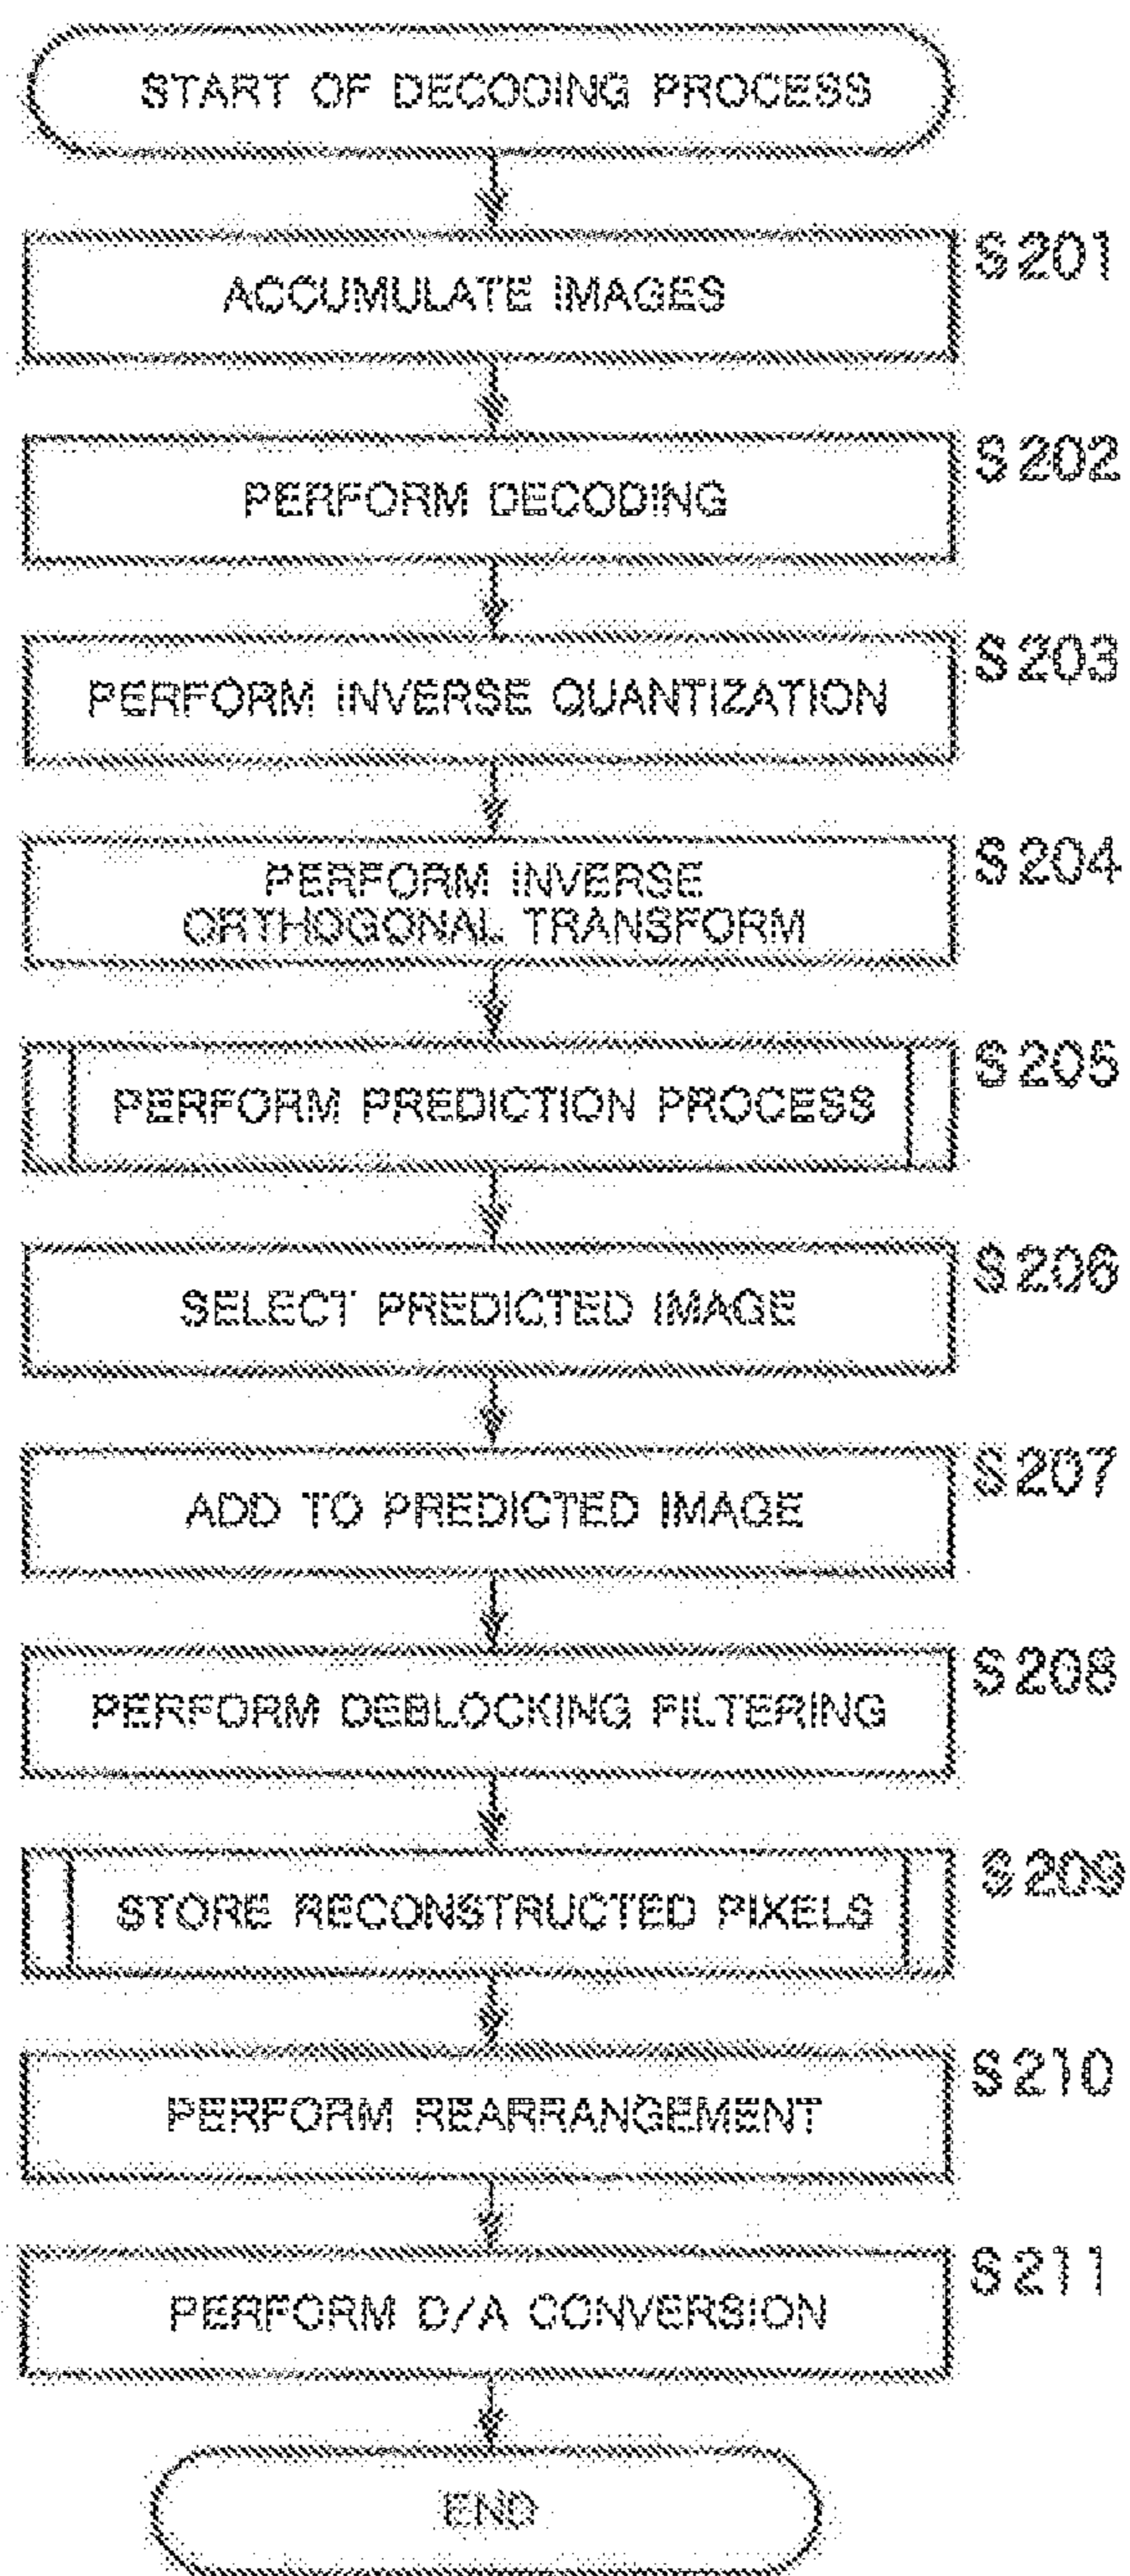 START OF DECODING PROCESS
S201
ACCUMULATE IMAGES
S202
PERFORM DECODING
S203
PERFORM INVERSE QUANTIZATION
S204
PERFORM INVERSE
ORTHOGONAL TRANSFORM
S205
PERFORM PREDICTION PROCESS
S206
SELECT PREDICTED IMAGE
S207
ADD TO PREDICTED IMAGE
S208
PERFORM DEBLOCKING FILTERING
S209
STORE RECONSTRUCTED PIXELS
S210
PERFORM REARRANGEMENT
S211
PERFORM D/A CONVERSION
END